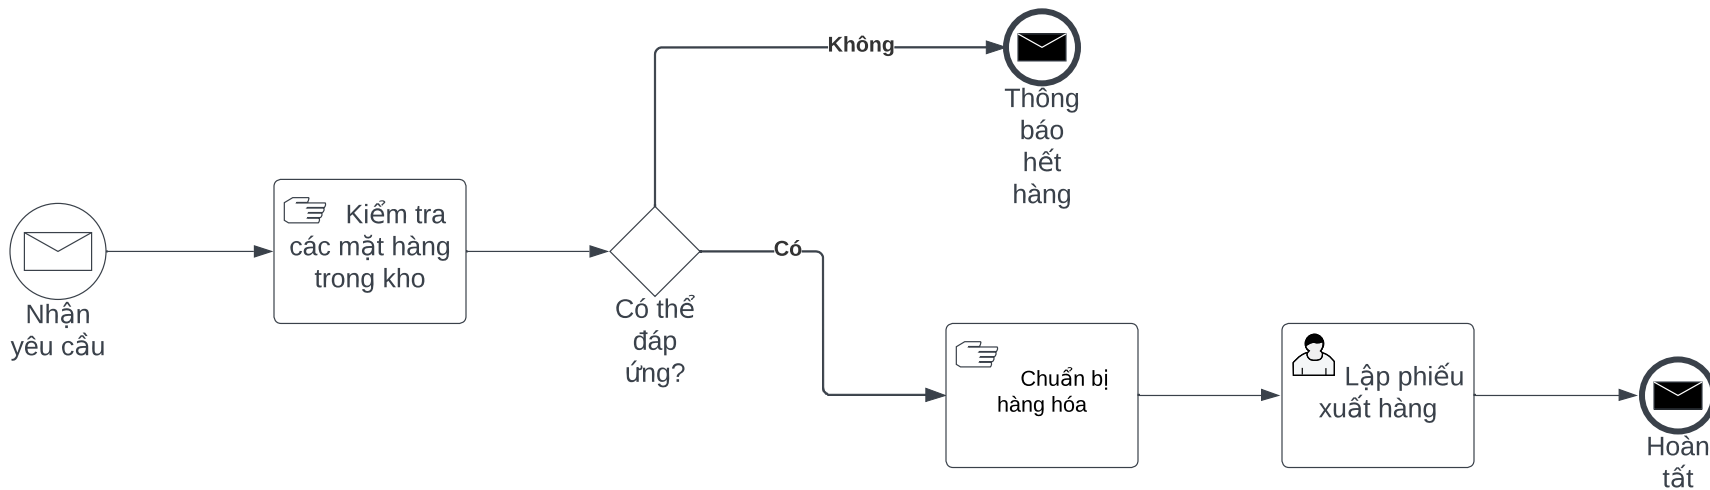 Không
Thông
báo
hết
hàng
Kiểm tra
các mặt hàng
trong kho
Nhận
yêu cầu
Có
Có thể
đáp
ứng?
Chuẩn bị
hàng hóa
Lập phiếu
xuất hàng
Hoàn
tất